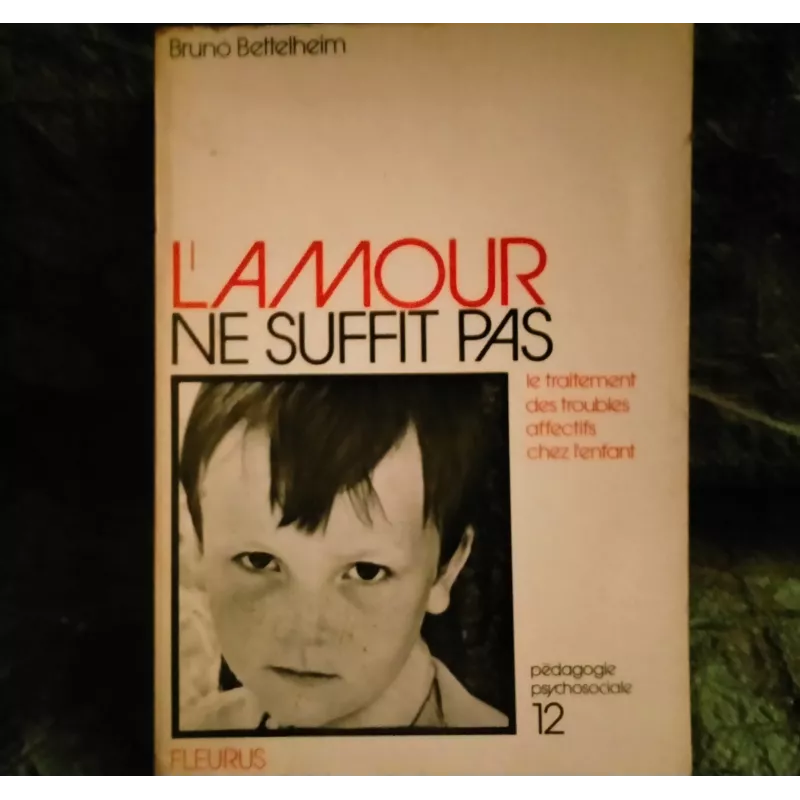 Bruno Bettelheim
L'AMOUR
NE SUFFIT PAS
le traitement
des troubles
affectifs
chez l'enfant
pédagogie
psychosociale
12
FLEURUS